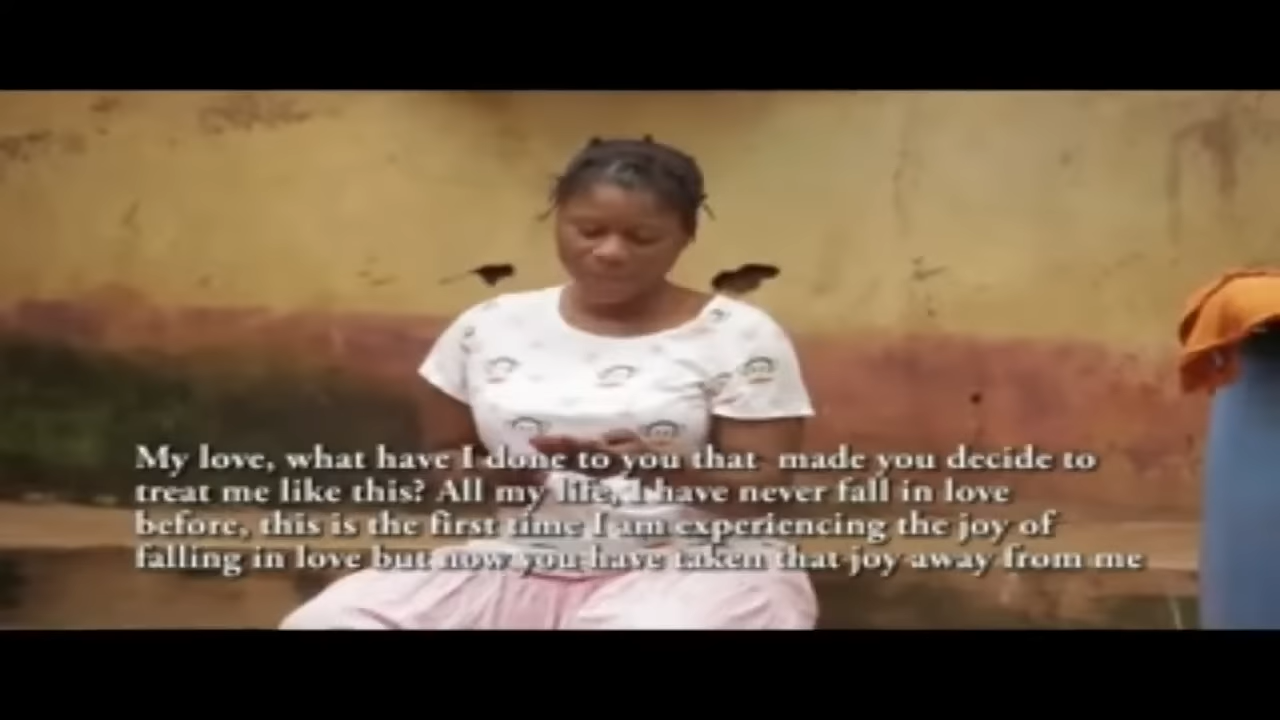 My love, what have I done to you that made you decide to
treat me like this? All my life, I have never fall in love
before, this is the first time I am experiencing the joy of
falling in love but now you have taken that joy away from me